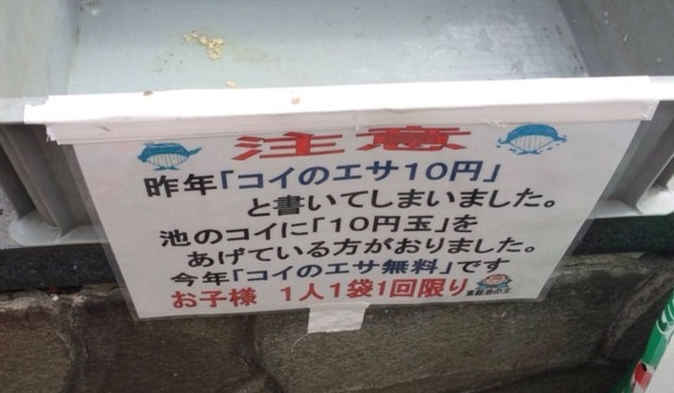 注意
昨年「コイのエサ10円」
と書いてしまいました。
池のコイに「10円玉」を
あげている方がおりました。
今年「コイのエサ無料」です
お子様 1人1袋1回限り